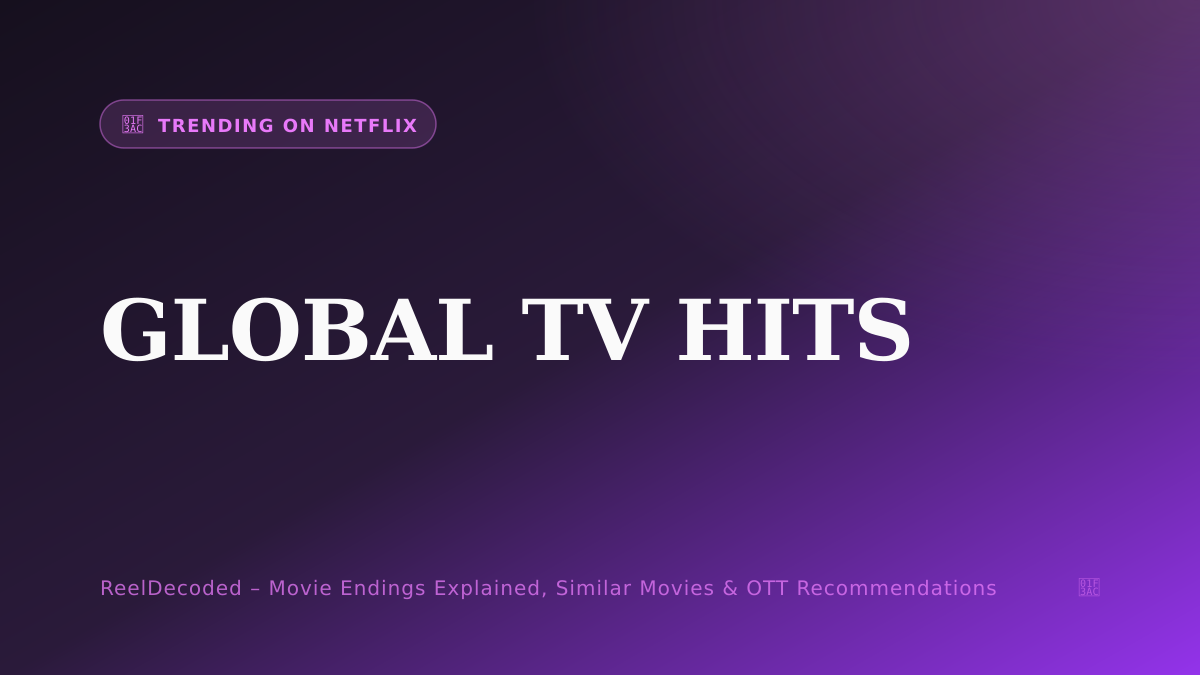 TRENDING ON NETFLIX
GLOBAL TV HITS
ReelDecoded – Movie Endings Explained, Similar Movies & OTT Recommendations